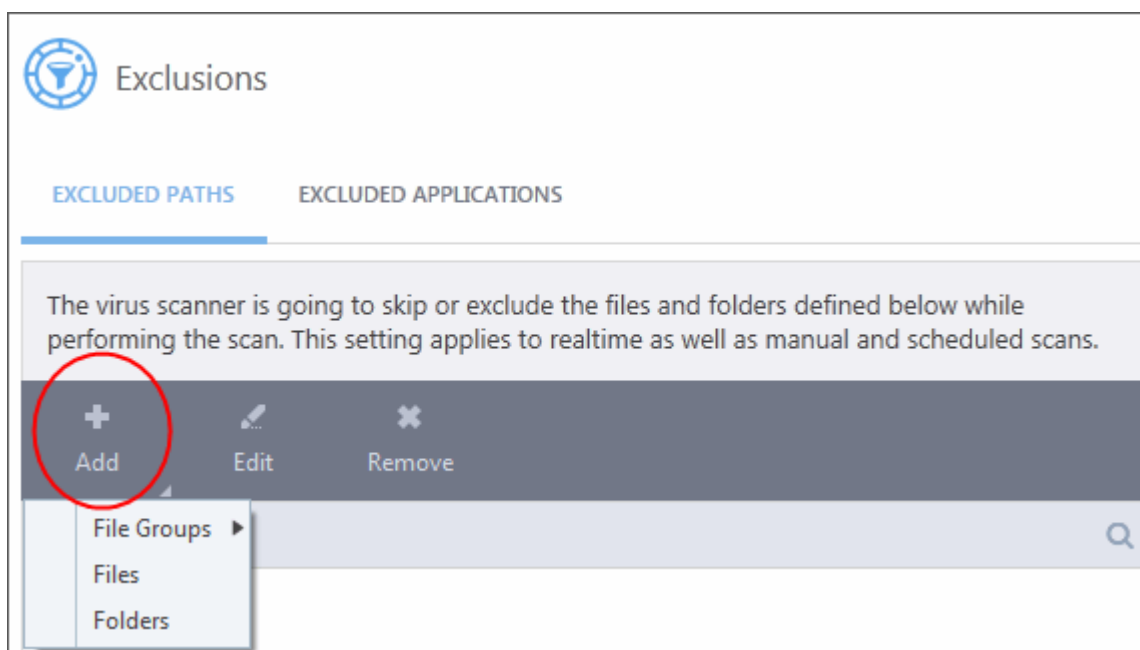 Exclusions
EXCLUDED PATHS EXCLUDED APPLICATIONS
The virus scanner is going to skip or exclude the files and folders defined below while
performing the scan. This setting applies to realtime as well as manual and scheduled scans.
Add Edit Remove
File Groups
Files
Folders